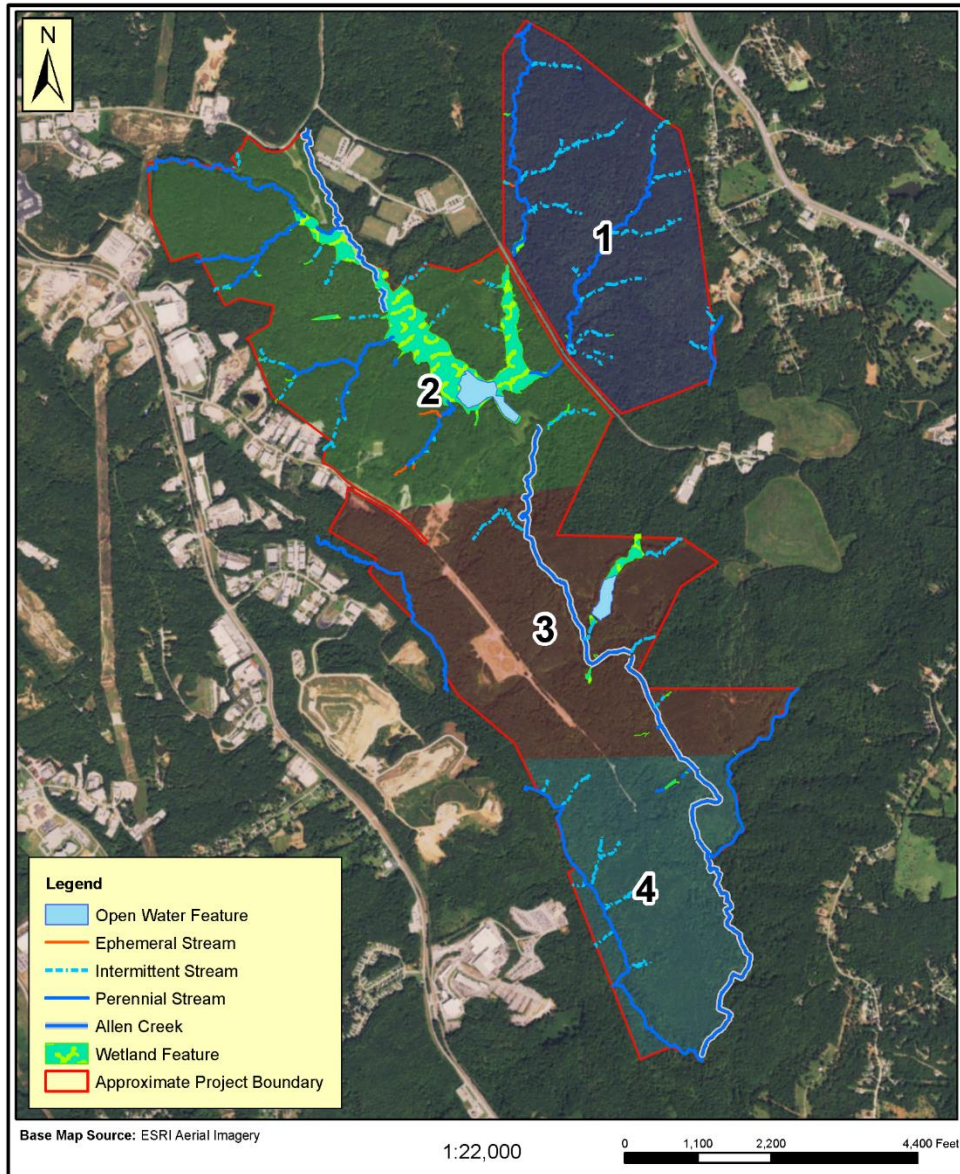 N
1
2
3
4
Legend
Open Water Feature
Ephemeral Stream
Intermittent Stream
Perennial Stream
Allen Creek
Wetland Feature
Approximate Project Boundary
Base Map Source: ESRI Aerial Imagery
1:22,000
0 1,100 2,200 4,400 Feet